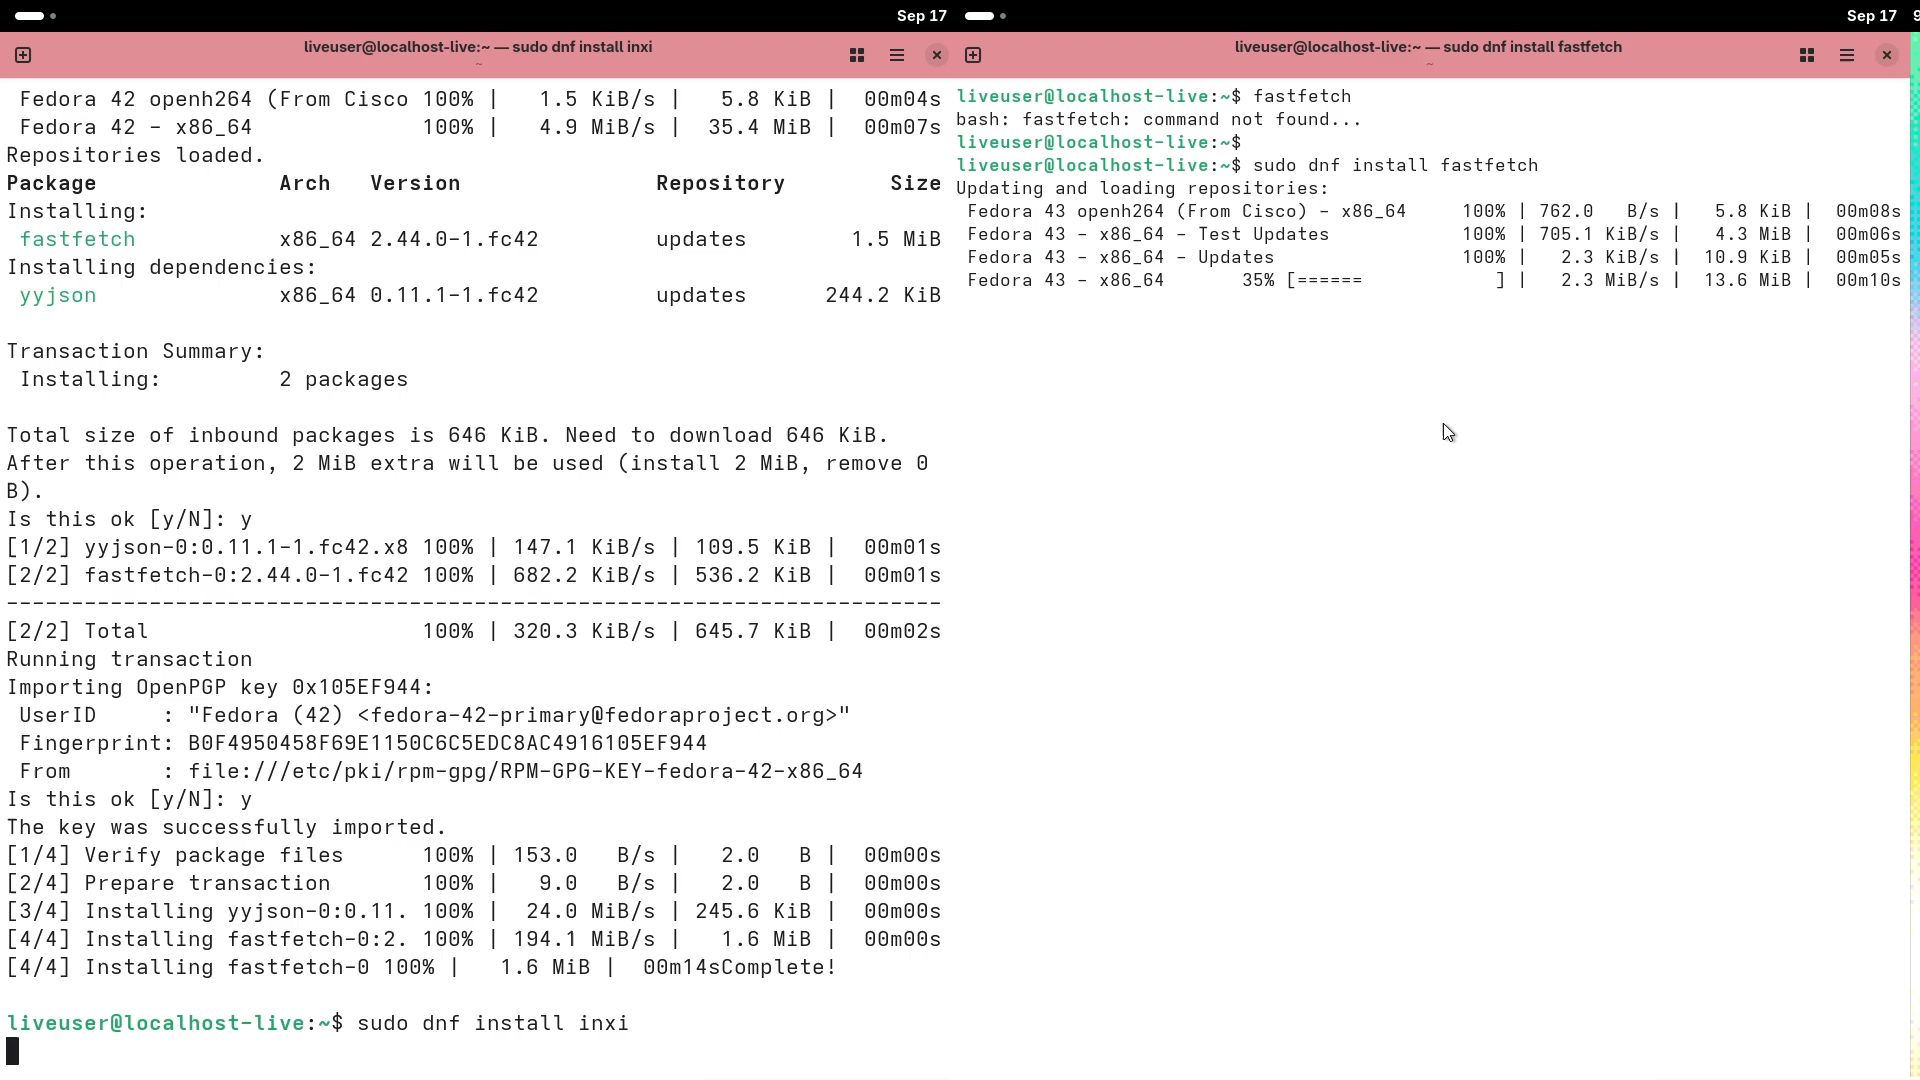 Sep 17
liveuser@localhost-live:~ — sudo dnf install inxi
~
Fedora 42 openh264 (From Cisco 100% | 1.5 KiB/s | 5.8 KiB | 00m04s
Fedora 42 - x86_64 100% | 4.9 MiB/s | 35.4 MiB | 00m07s
Repositories loaded.
Package Arch Version Repository Size
Installing:
fastfetch x86_64 2.44.0-1.fc42 updates 1.5 MiB
Installing dependencies:
yyjson x86_64 0.11.1-1.fc42 updates 244.2 KiB
Transaction Summary:
Installing: 2 packages
Total size of inbound packages is 646 KiB. Need to download 646 KiB.
After this operation, 2 MiB extra will be used (install 2 MiB, remove 0
B).
Is this ok [y/N]: y
[1/2] yyjson-0:0.11.1-1.fc42.x8 100% | 147.1 KiB/s | 109.5 KiB | 00m01s
[2/2] fastfetch-0:2.44.0-1.fc42 100% | 682.2 KiB/s | 536.2 KiB | 00m01s
------------------------------------------------------------------------
[2/2] Total 100% | 320.3 KiB/s | 645.7 KiB | 00m02s
Running transaction
Importing OpenPGP key 0x105EF944:
UserID : "Fedora (42) <fedora-42-primary@fedoraproject.org>"
Fingerprint: B0F4950458F69E1150C6C5EDC8AC4916105EF944
From : file:///etc/pki/rpm-gpg/RPM-GPG-KEY-fedora-42-x86_64
Is this ok [y/N]: y
The key was successfully imported.
[1/4] Verify package files 100% | 153.0 B/s | 2.0 B | 00m00s
[2/4] Prepare transaction 100% | 9.0 B/s | 2.0 B | 00m00s
[3/4] Installing yyjson-0:0.11. 100% | 24.0 MiB/s | 245.6 KiB | 00m00s
[4/4] Installing fastfetch-0:2. 100% | 194.1 MiB/s | 1.6 MiB | 00m00s
[4/4] Installing fastfetch-0 100% | 1.6 MiB | 00m14sComplete!
liveuser@localhost-live:~$ sudo dnf install inxi
Sep 17 9
liveuser@localhost-live:~ — sudo dnf install fastfetch
~
liveuser@localhost-live:~$ fastfetch
bash: fastfetch: command not found...
liveuser@localhost-live:~$
liveuser@localhost-live:~$ sudo dnf install fastfetch
Updating and loading repositories:
Fedora 43 openh264 (From Cisco) - x86_64 100% | 762.0 B/s | 5.8 KiB | 00m08s
Fedora 43 - x86_64 - Test Updates 100% | 705.1 KiB/s | 4.3 MiB | 00m06s
Fedora 43 - x86_64 - Updates 100% | 2.3 KiB/s | 10.9 KiB | 00m05s
Fedora 43 - x86_64 35% [====== ] | 2.3 MiB/s | 13.6 MiB | 00m10s